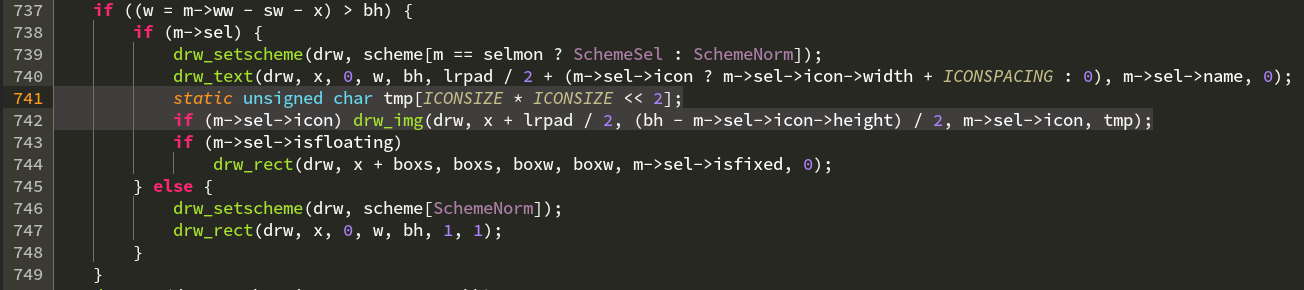 737 if ((w = m->ww - sw - x) > bh) {
738 if (m->sel) {
739 drw_setscheme(drw, scheme[m == selmon ? SchemeSel : SchemeNorm]);
740 drw_text(drw, x, 0, w, bh, lrpad / 2 + (m->sel->icon ? m->sel->icon->width + ICONSPACING : 0), m->sel->name, 0);
741 static unsigned char tmp[ICONSIZE * ICONSIZE << 2];
742 if (m->sel->icon) drw_img(drw, x + lrpad / 2, (bh - m->sel->icon->height) / 2, m->sel->icon, tmp);
743 if (m->sel->isfloating)
744 drw_rect(drw, x + boxs, boxs, boxw, boxw, m->sel->isfixed, 0);
745 } else {
746 drw_setscheme(drw, scheme[SchemeNorm]);
747 drw_rect(drw, x, 0, w, bh, 1, 1);
748 }
749 }